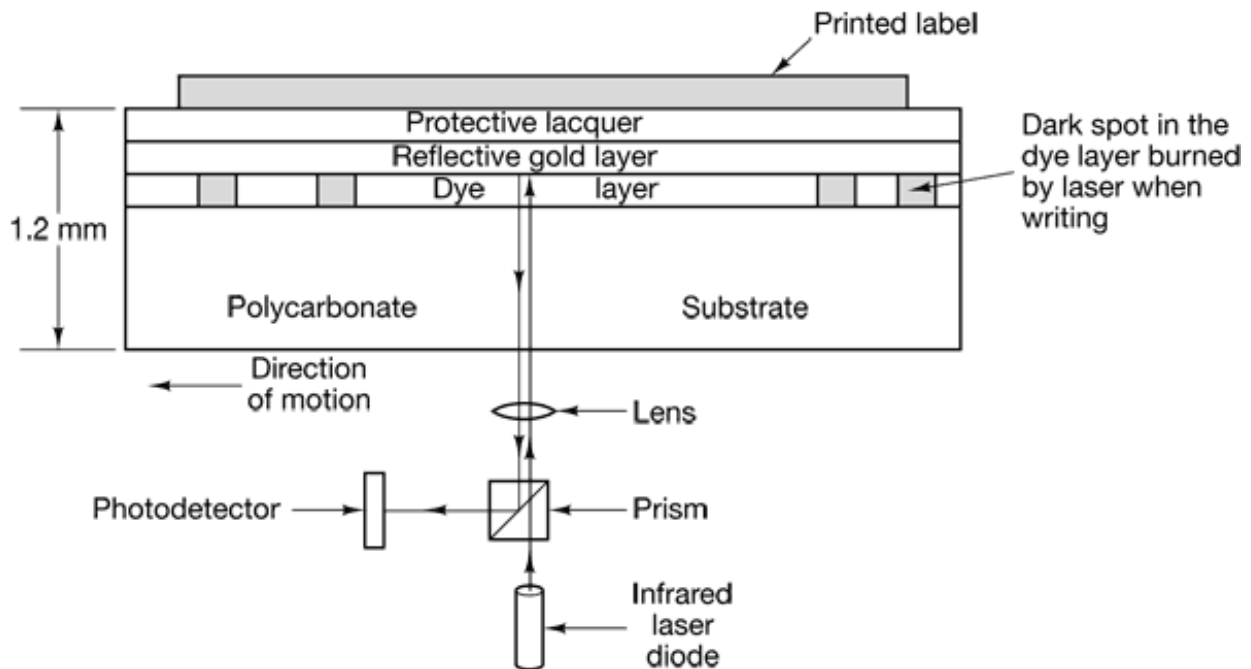 Printed label
Protective lacquer
Reflective gold layer
Dye layer
Dark spot in the
dye layer burned
by laser when
writing
1.2 mm
Polycarbonate Substrate
Direction
of motion
Lens
Photodetector
Prism
Infrared
laser
diode